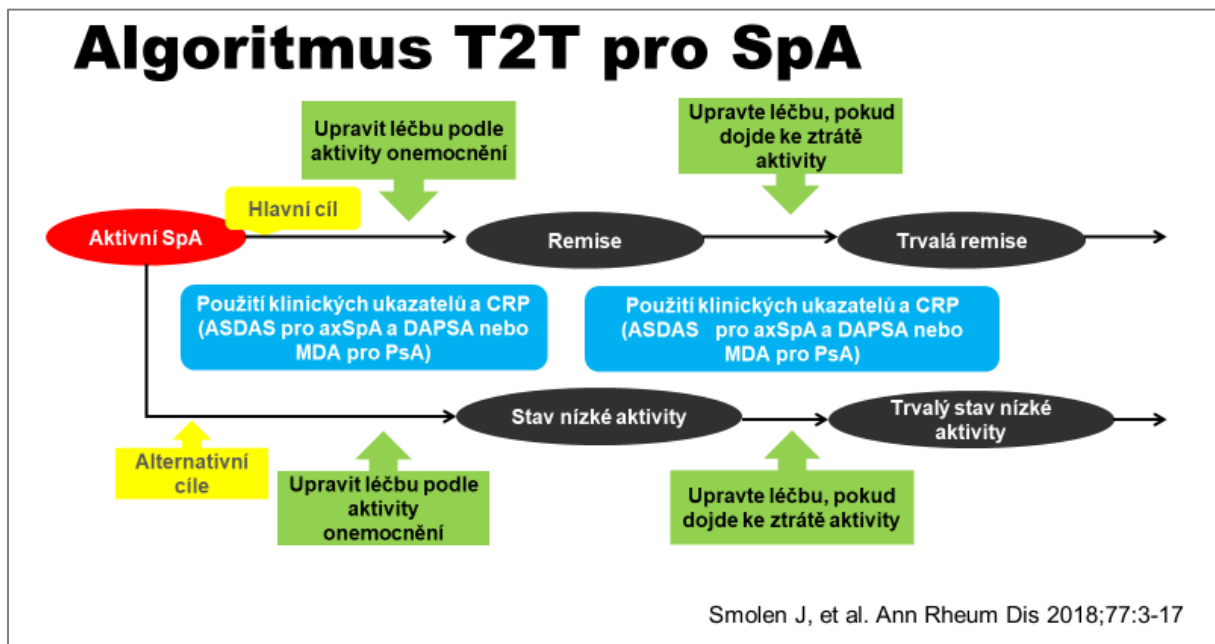 Algoritmus T2T pro SpA
Upravit léčbu podle
aktivity onemocnění
Upravte léčbu, pokud
dojde ke ztrátě
aktivity
Hlavní cíl
Aktivní SpA
Remise
Trvalá remise
Použití klinických ukazatelů a CRP
(ASDAS pro axSpA a DAPSA nebo
MDA pro PsA)
Použití klinických ukazatelů a CRP
(ASDAS pro axSpA a DAPSA nebo
MDA pro PsA)
Stav nízké aktivity
Trvalý stav nízké
aktivity
Alternativní
cíle
Upravit léčbu podle
aktivity
onemocnění
Upravte léčbu, pokud
dojde ke ztrátě aktivity
Smolen J, et al. Ann Rheum Dis 2018;77:3-17